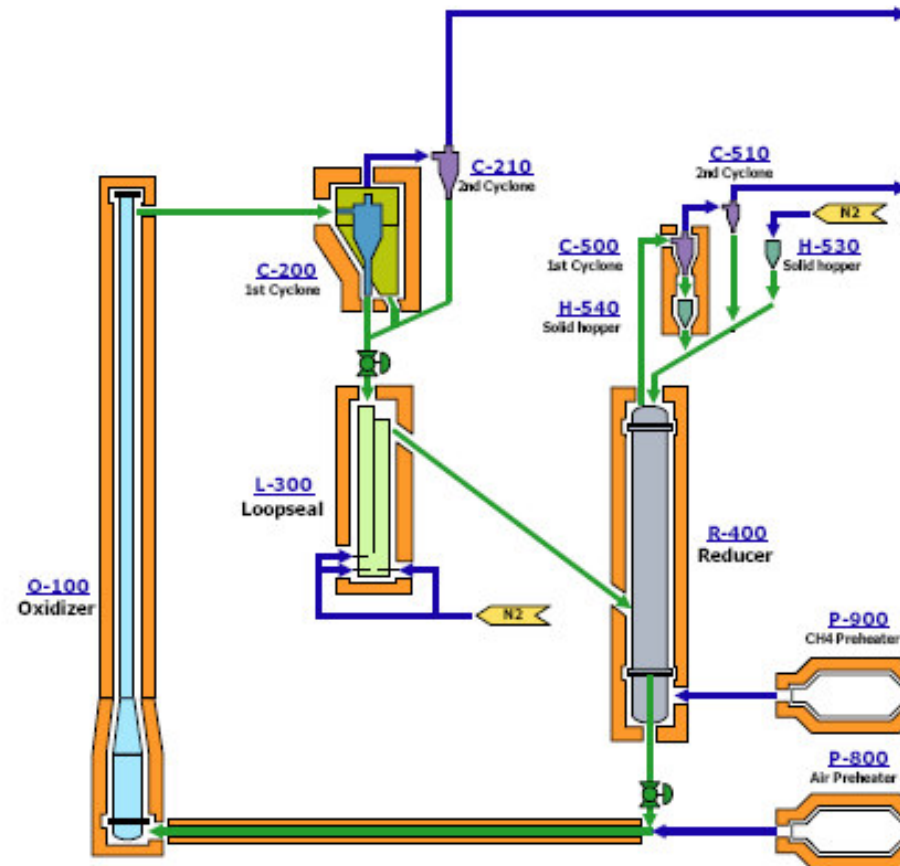 C-210
2nd Cyclone
C-510
2nd Cyclone
N2
C-200
1st Cyclone
C-500
1st Cyclone
H-530
Solid hopper
H-540
Solid hopper
L-300
Loopseal
R-400
Reducer
O-100
Oxidizer
N2
P-900
CH4 Preheater
P-800
Air Preheater